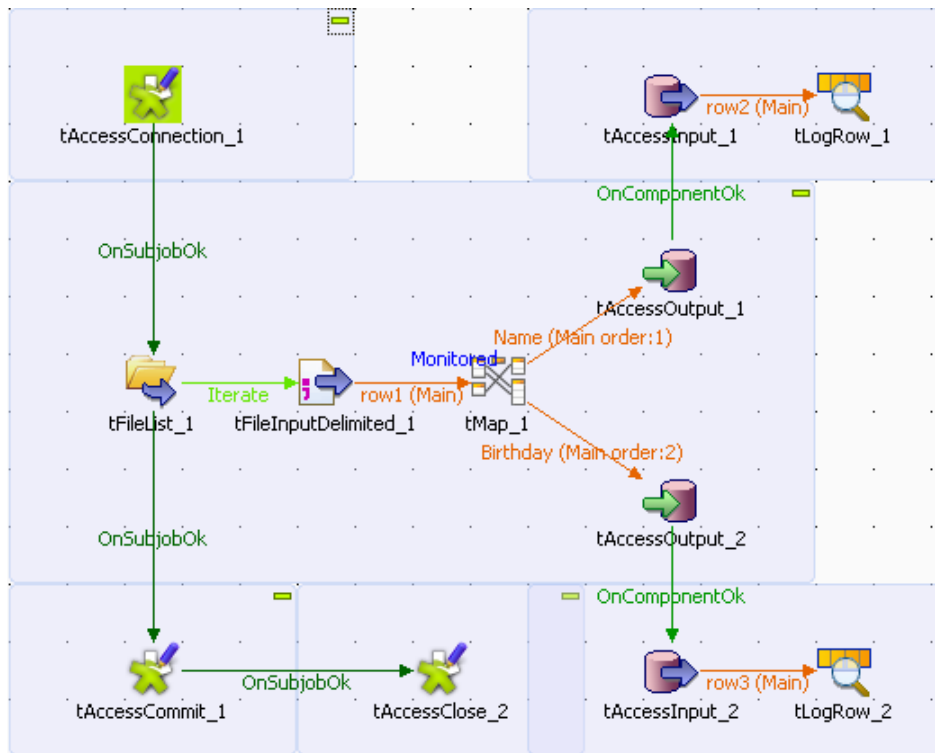 row2 (Main)
tAccessConnection_1
tAccessInput_1
tLogRow_1
OnComponentOk
OnSubjobOk
tAccessOutput_1
Name (Main order:1)
Monitored
Iterate
row1 (Main)
tFileList_1
tFileInputDelimited_1
tMap_1
Birthday (Main order:2)
OnSubjobOk
tAccessOutput_2
OnComponentOk
OnSubjobOk
row3 (Main)
tAccessCommit_1
tAccessClose_2
tAccessInput_2
tLogRow_2